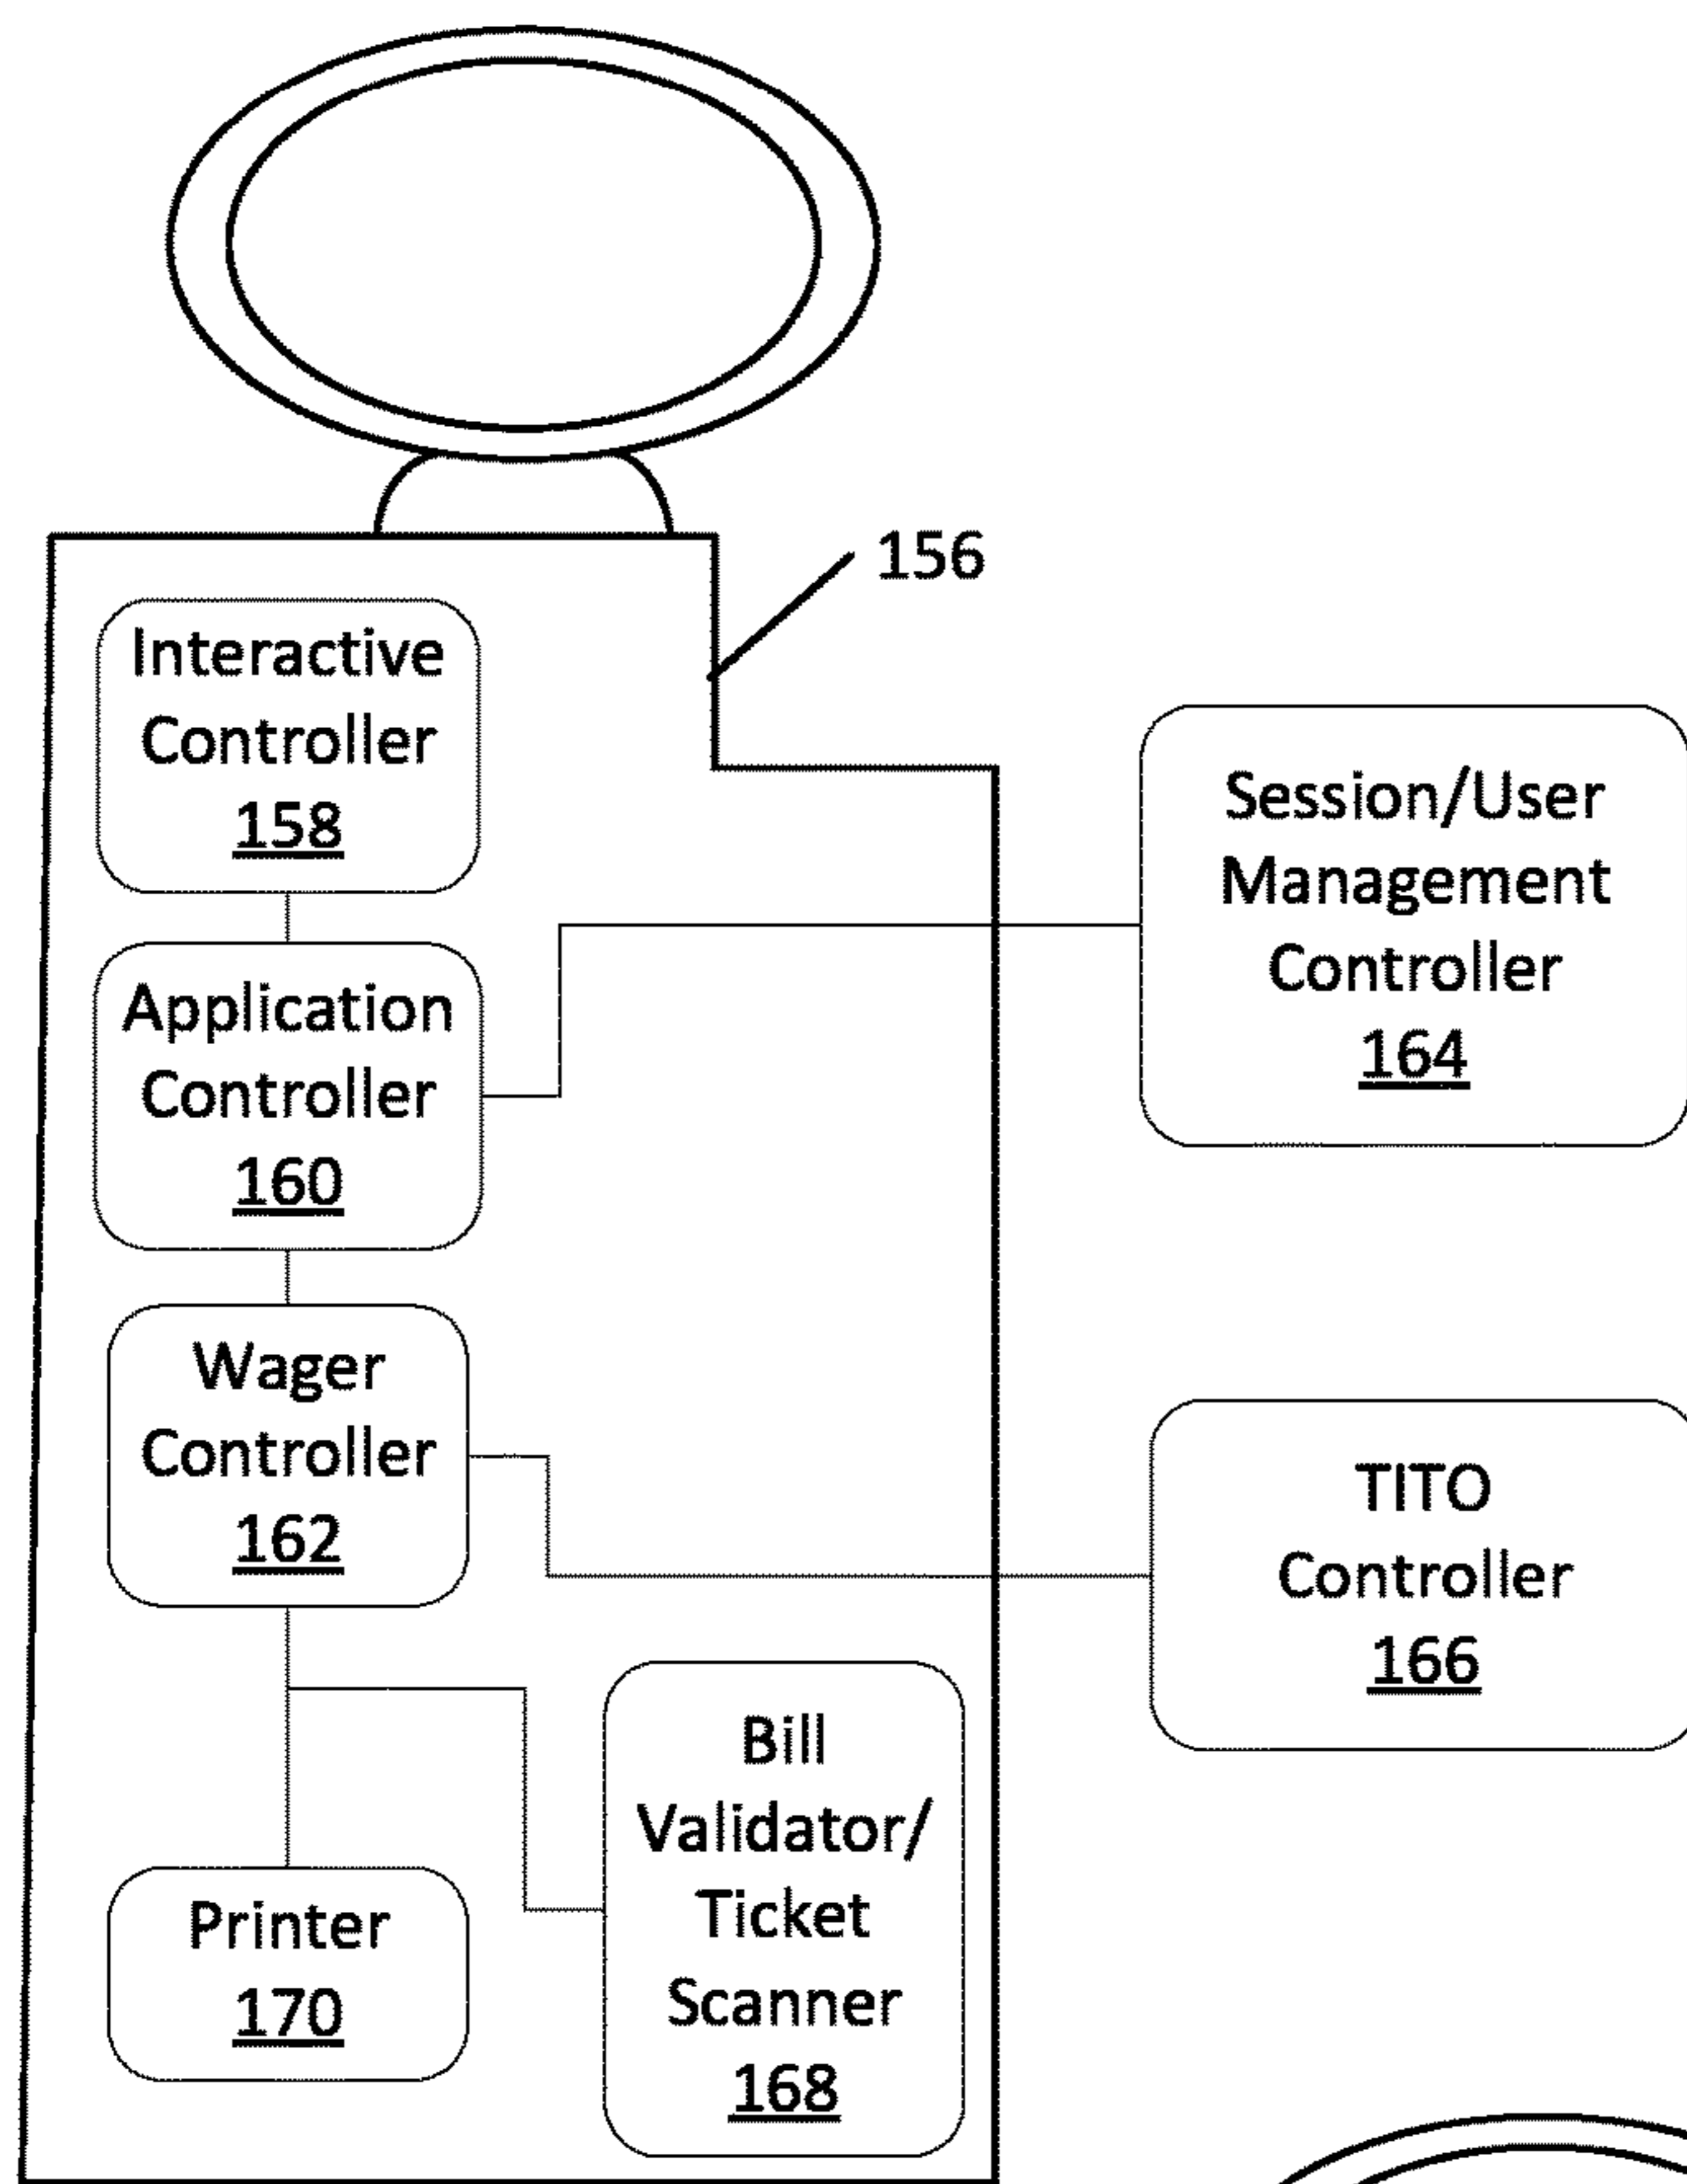 156
Interactive
Controller
158
Session/User
Management
Controller
164
Application
Controller
160
Wager
Controller
162
TITO
Controller
166
Bill
Validator/
Ticket
Scanner
168
Printer
170